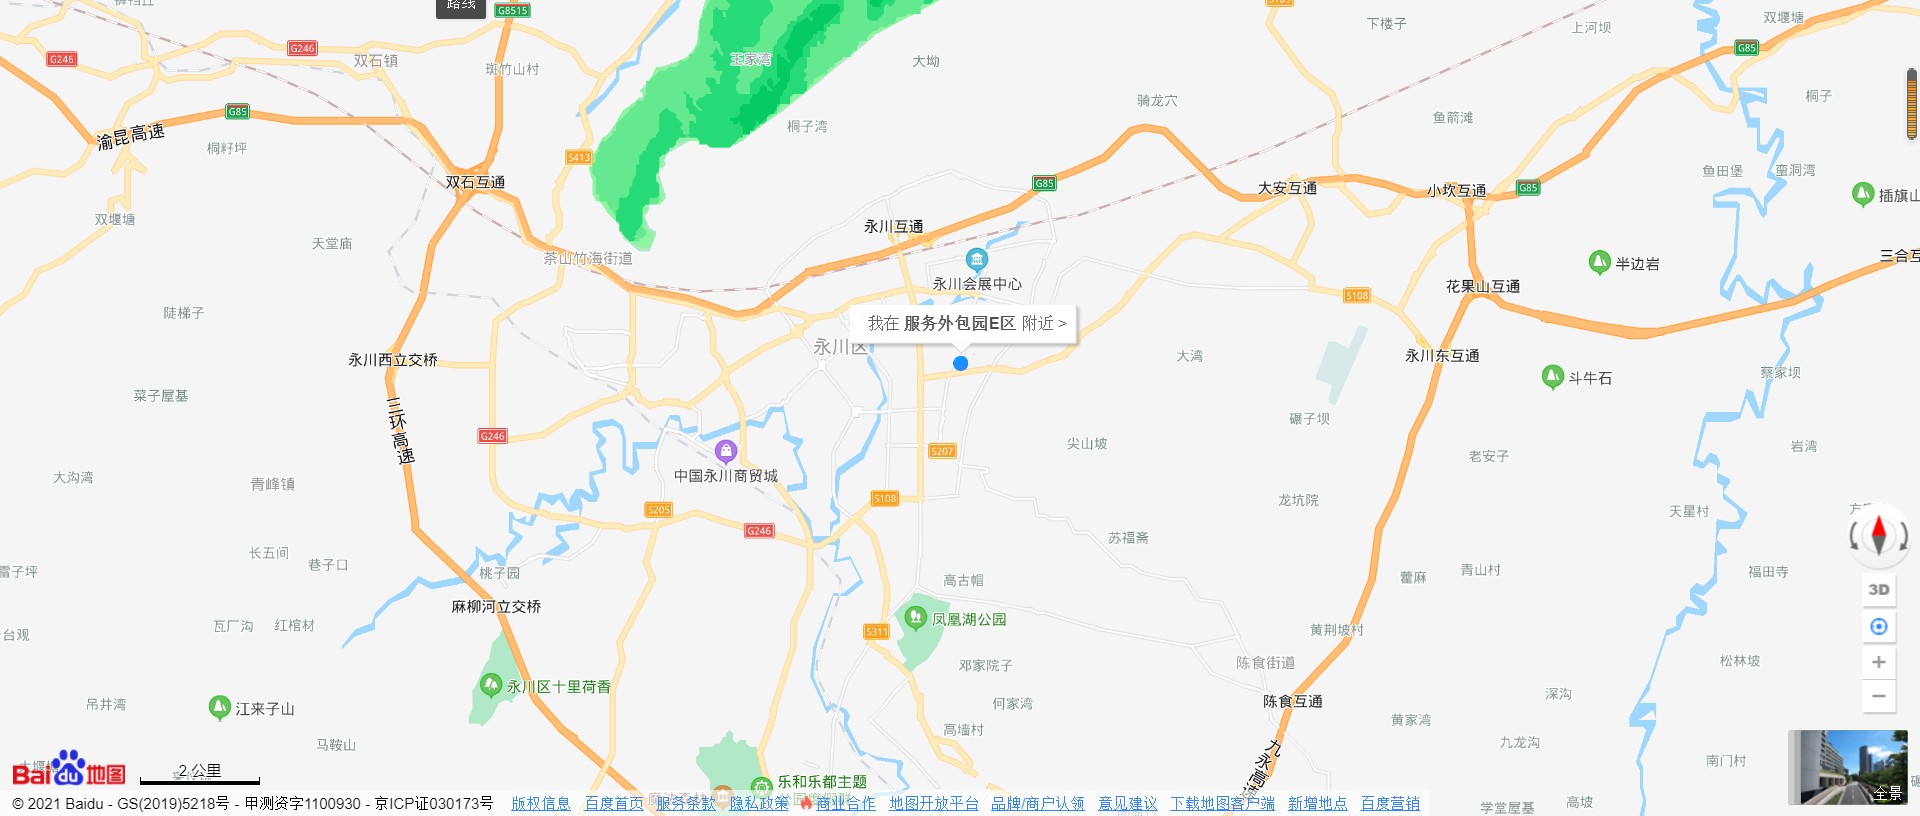 路线
G8515
S109
下楼子
上河坝
双堰塘
G246
G246
双石镇
斑竹山村
王家湾
大坳
G85
桐子
G85
渝昆高速
桐籽坪
S413
桐子湾
骑龙穴
鱼箭滩
双石互通
G85
大安互通
小坎互通
G85
鱼田堡
蛮洞湾
插旗山
双堰塘
天堂庙
茶山竹海街道
永川互通
永川会展中心
半边岩
三合互
花果山互通
S108
陡梯子
我在 服务外包园E区 附近 >
永川区
永川西立交桥
大湾
永川东互通
斗牛石
蔡家坝
菜子屋基
三环高速
G246
碾子坝
S207
尖山坡
岩湾
大沟湾
青峰镇
中国永川商贸城
老安子
S205
S108
龙坑院
天星村
G246
苏福斋
长五间
巷子口
雷子坪
桃子园
高古帽
藿麻
青山村
福田寺
3D
麻柳河立交桥
瓦厂沟
红棺材
台观
S311
凤凰湖公园
黄荆坡村
陈食街道
邓家院子
松林坡
永川区十里荷香
吊井湾
江来子山
何家湾
陈食互通
深沟
黄家湾
高墙村
马鞍山
九龙沟
九永高速
南门村
Bai du 地图
2 公里
乐和乐都主题
全景
学堂屋基
高坡
© 2021 Baidu - GS(2019)5218号 - 甲测资字1100930 - 京ICP证030173号 版权信息 百度首页 服务条款 隐私政策 商业合作 地图开放平台 品牌/商户认领 意见建议 下载地图客户端 新增地点 百度营销